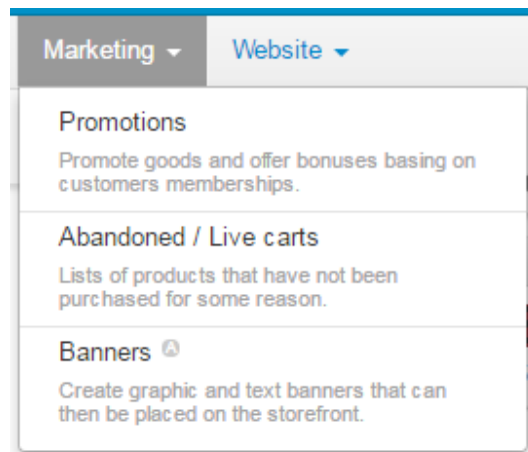 Marketing Website
Promotions
Promote goods and offer bonuses basing on
customers memberships.
Abandoned / Live carts
Lists of products that have not been
purchased for some reason.
Banners A
Create graphic and text banners that can
then be placed on the storefront.